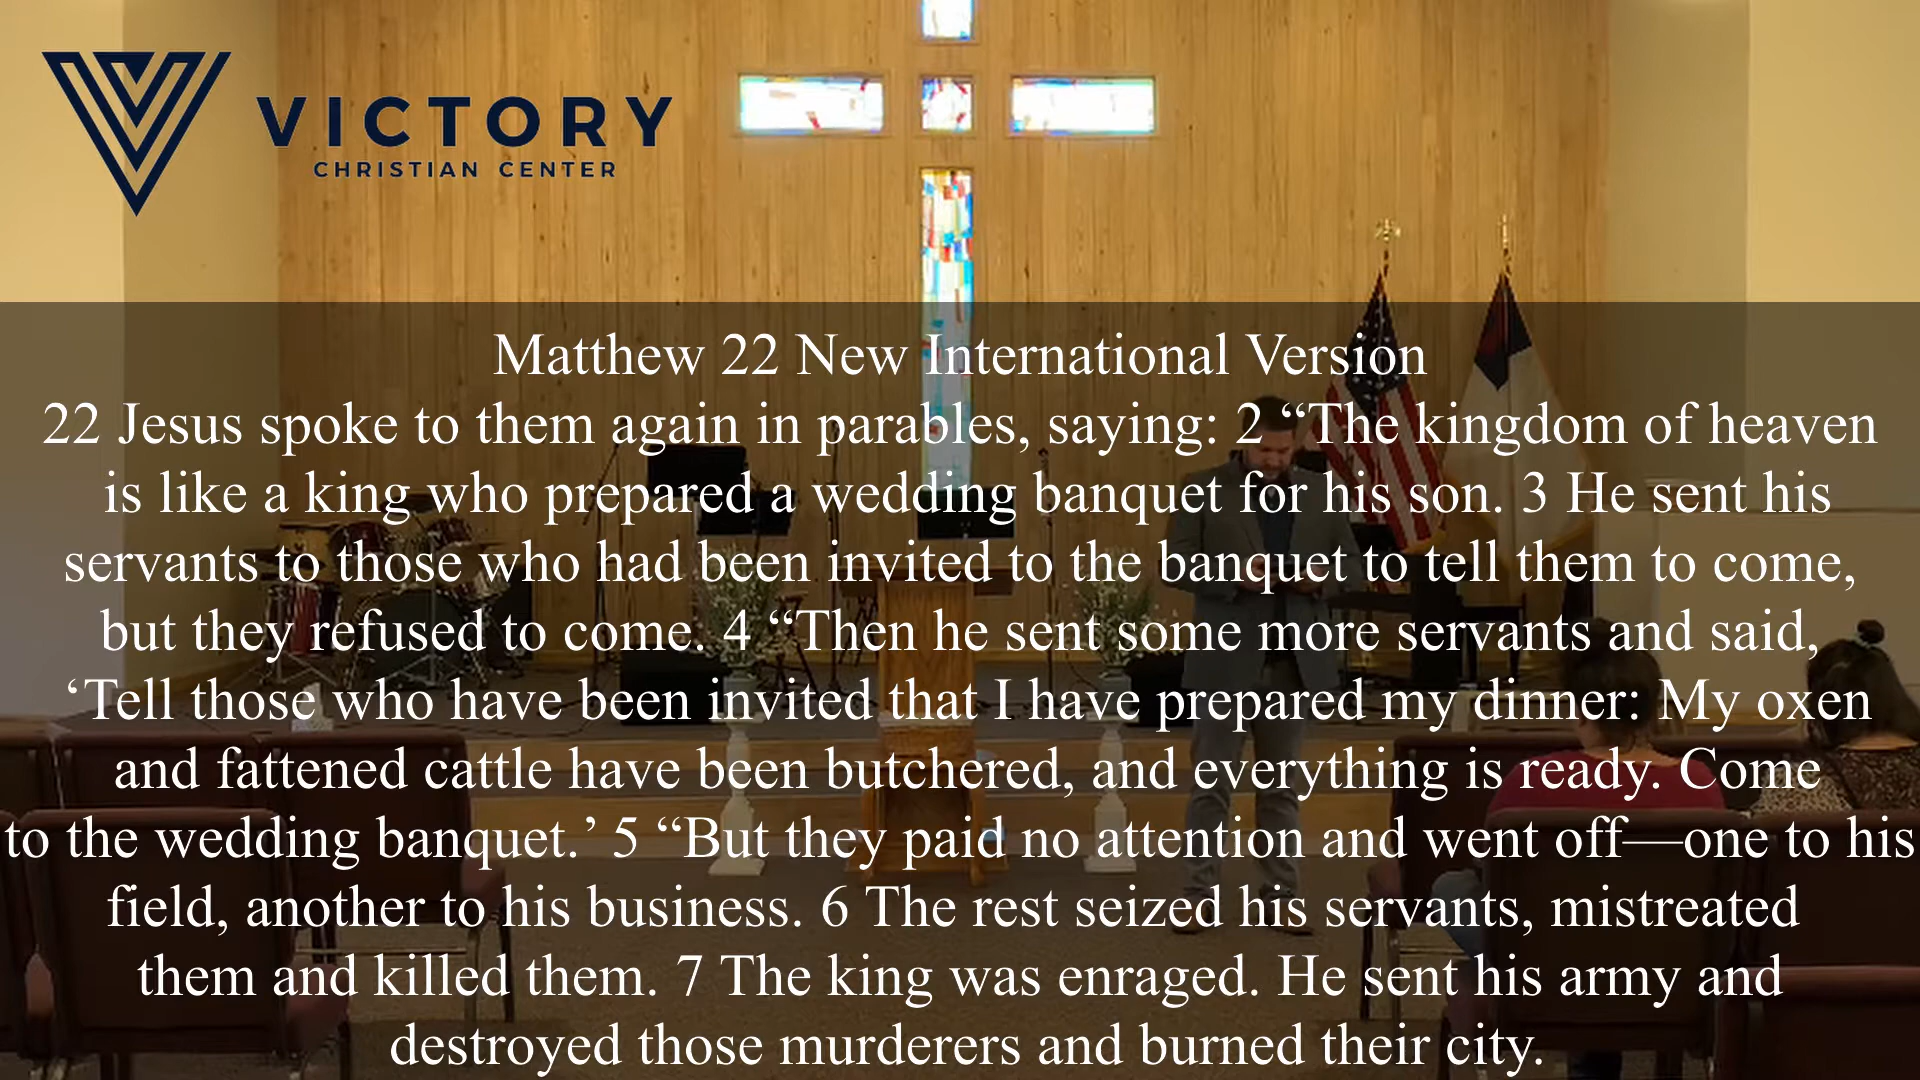 VICTORY
CHRISTIAN CENTER
Matthew 22 New International Version
22 Jesus spoke to them again in parables, saying: 2 “The kingdom of heaven
is like a king who prepared a wedding banquet for his son. 3 He sent his
servants to those who had been invited to the banquet to tell them to come,
but they refused to come. 4 “Then he sent some more servants and said,
‘Tell those who have been invited that I have prepared my dinner: My oxen
and fattened cattle have been butchered, and everything is ready. Come
to the wedding banquet.’ 5 “But they paid no attention and went off—one to his
field, another to his business. 6 The rest seized his servants, mistreated
them and killed them. 7 The king was enraged. He sent his army and
destroyed those murderers and burned their city.